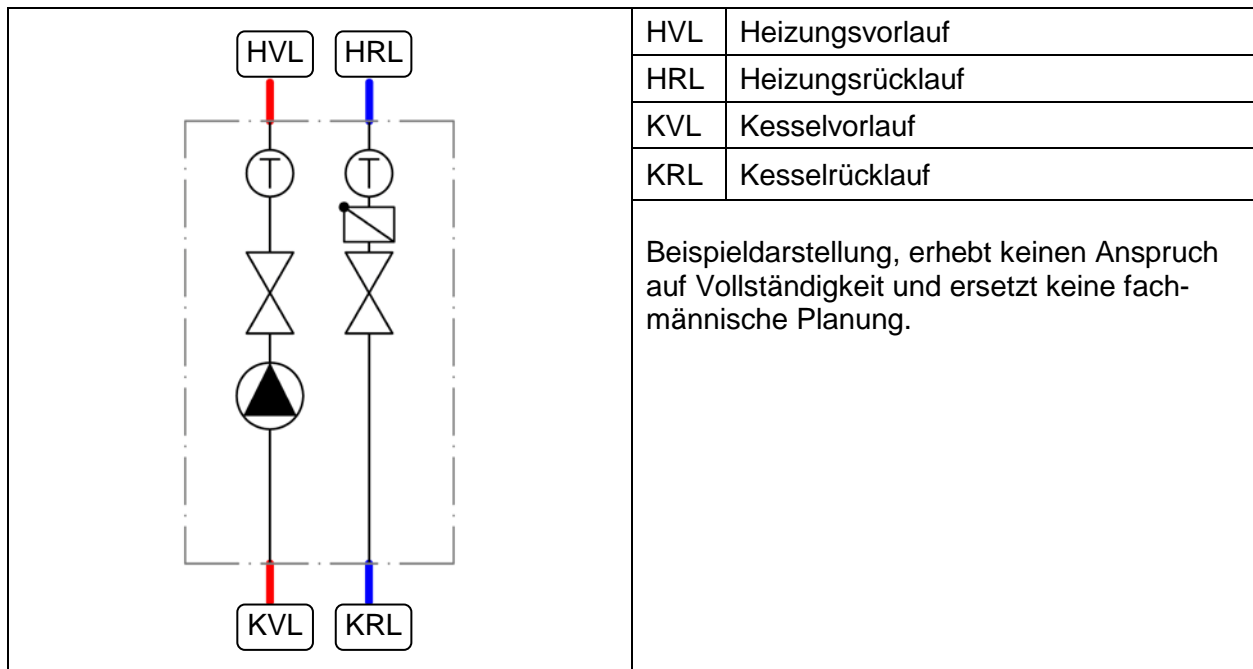 HVL HRL
T T
KVL KRL
HVL Heizungsvorlauf
HRL Heizungsrücklauf
KVL Kesselvorlauf
KRL Kesselrücklauf
Beispieldarstellung, erhebt keinen Anspruch
auf Vollständigkeit und ersetzt keine fach-
männische Planung.